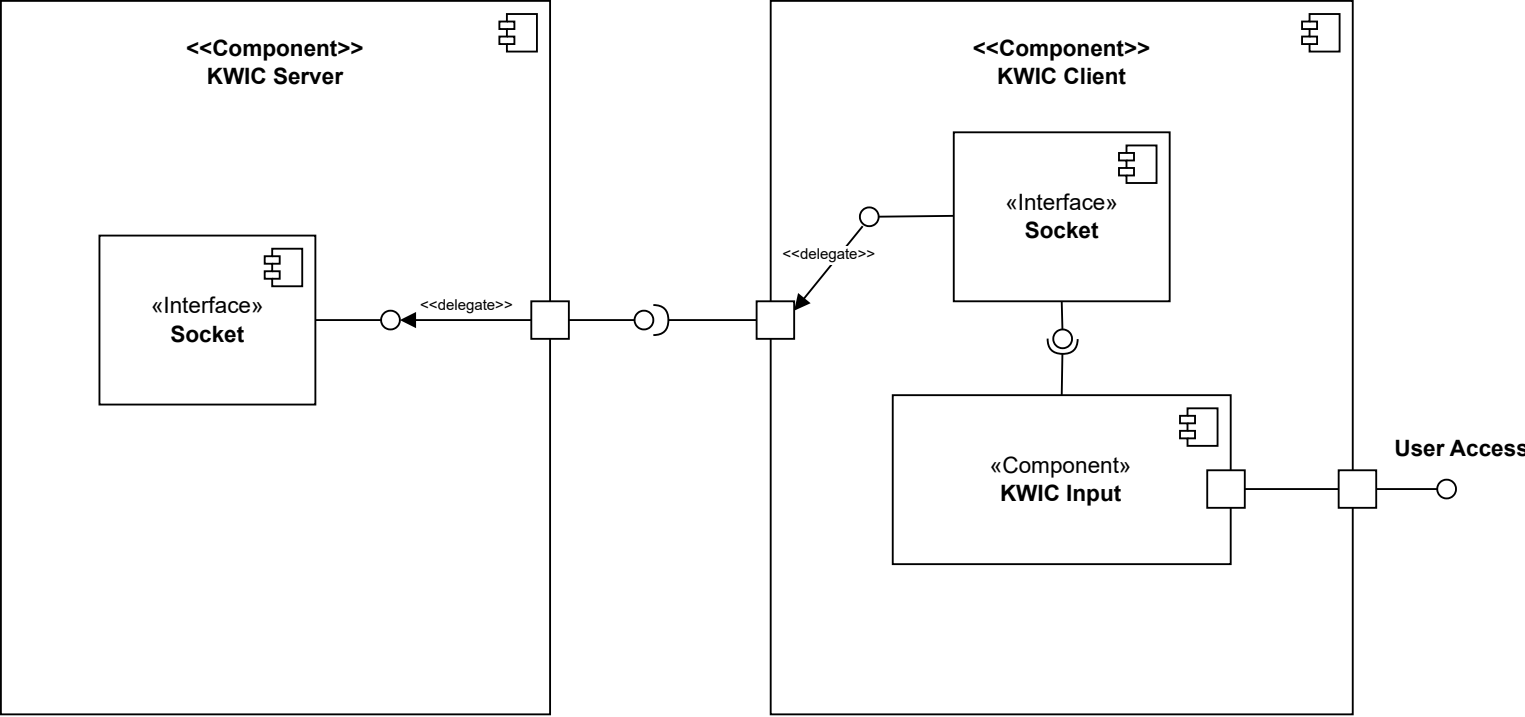 <<Component>>
KWIC Server
«Interface»
Socket
<<delegate>>
<<Component>>
KWIC Client
«Interface»
Socket
<<delegate>>
«Component»
KWIC Input
User Access